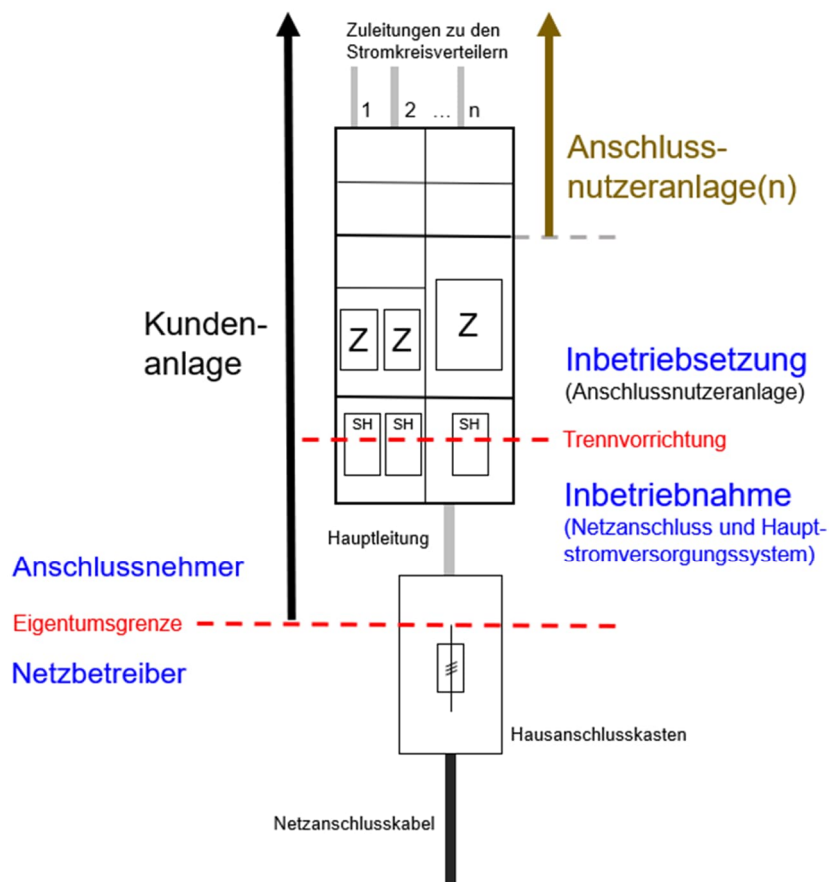 Zuleitungen zu den
Stromkreisverteilern
1 2 ... n
Anschluss-
nutzeranlage(n)
Kunden-
anlage
Z Z Z
Inbetriebsetzung
(Anschlussnutzeranlage)
SH SH SH
Trennvorrichtung
Inbetriebnahme
(Netzanschluss und Haupt-
stromversorgungssystem)
Hauptleitung
Anschlussnehmer
Eigentumsgrenze
Netzbetreiber
Hausanschlusskasten
Netzanschlusskabel